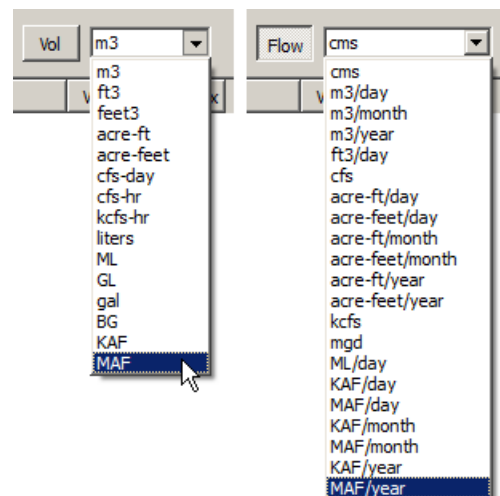 Vol
m3
m3
ft3
feet3
acre-ft
acre-feet
cfs-day
cfs-hr
kcfs-hr
liters
ML
GL
gal
BG
KAF
MAF
x
Flow
cms
cms
m3/day
m3/month
m3/year
ft3/day
cfs
acre-ft/day
acre-feet/day
acre-ft/month
acre-feet/month
acre-ft/year
acre-feet/year
kcfs
mgd
ML/day
KAF/day
MAF/day
KAF/month
MAF/month
KAF/year
MAF/year